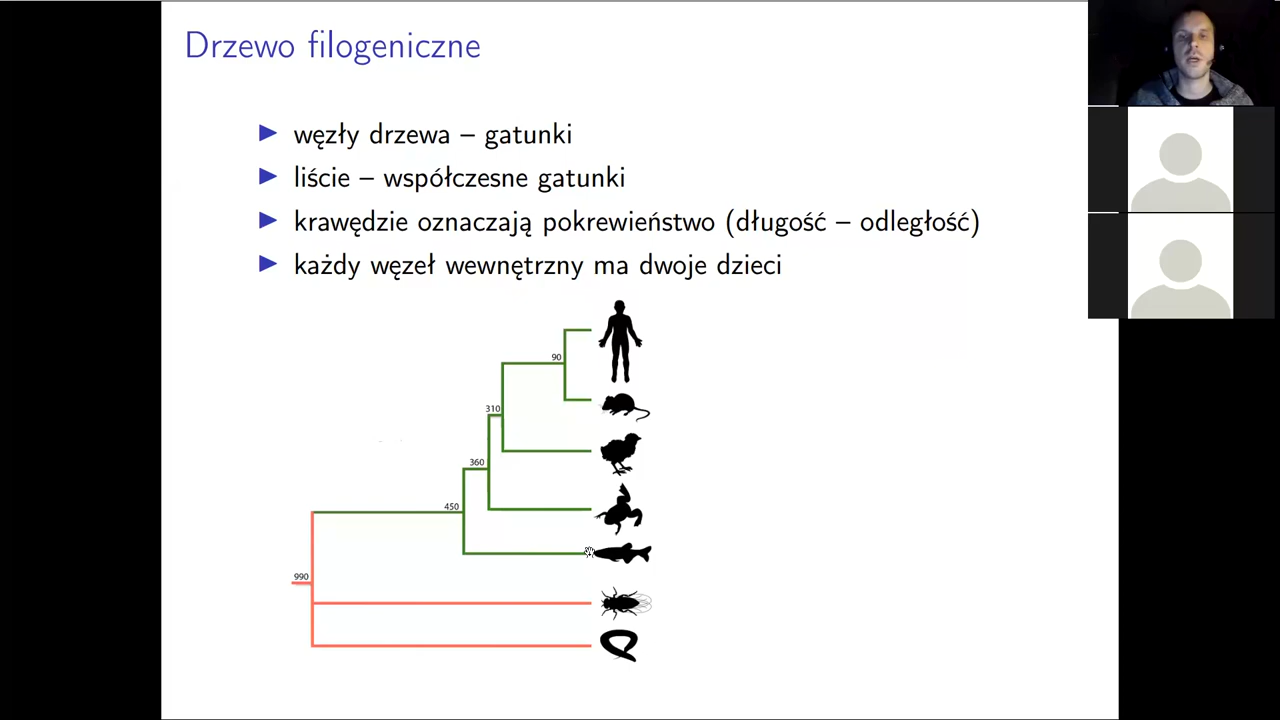 Drzewo filogeniczne
węzły drzewa – gatunki
liście – współczesne gatunki
krawędzie oznaczają pokrewieństwo (długość – odległość)
każdy węzeł wewnętrzny ma dwoje dzieci
90
310
360
450
990